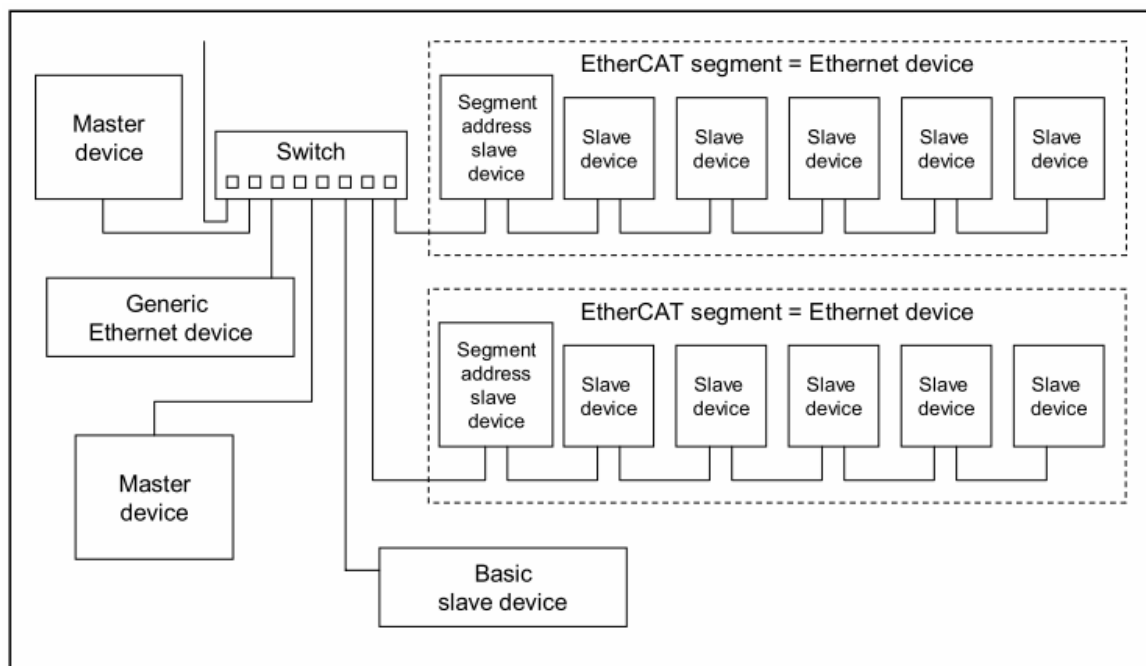 EtherCAT segment = Ethernet device
Master
device
Switch
Segment
address
slave
device
Slave
device
Slave
device
Slave
device
Slave
device
Slave
device
Generic
Ethernet device
EtherCAT segment = Ethernet device
Segment
address
slave
device
Slave
device
Slave
device
Slave
device
Slave
device
Slave
device
Master
device
Basic
slave device